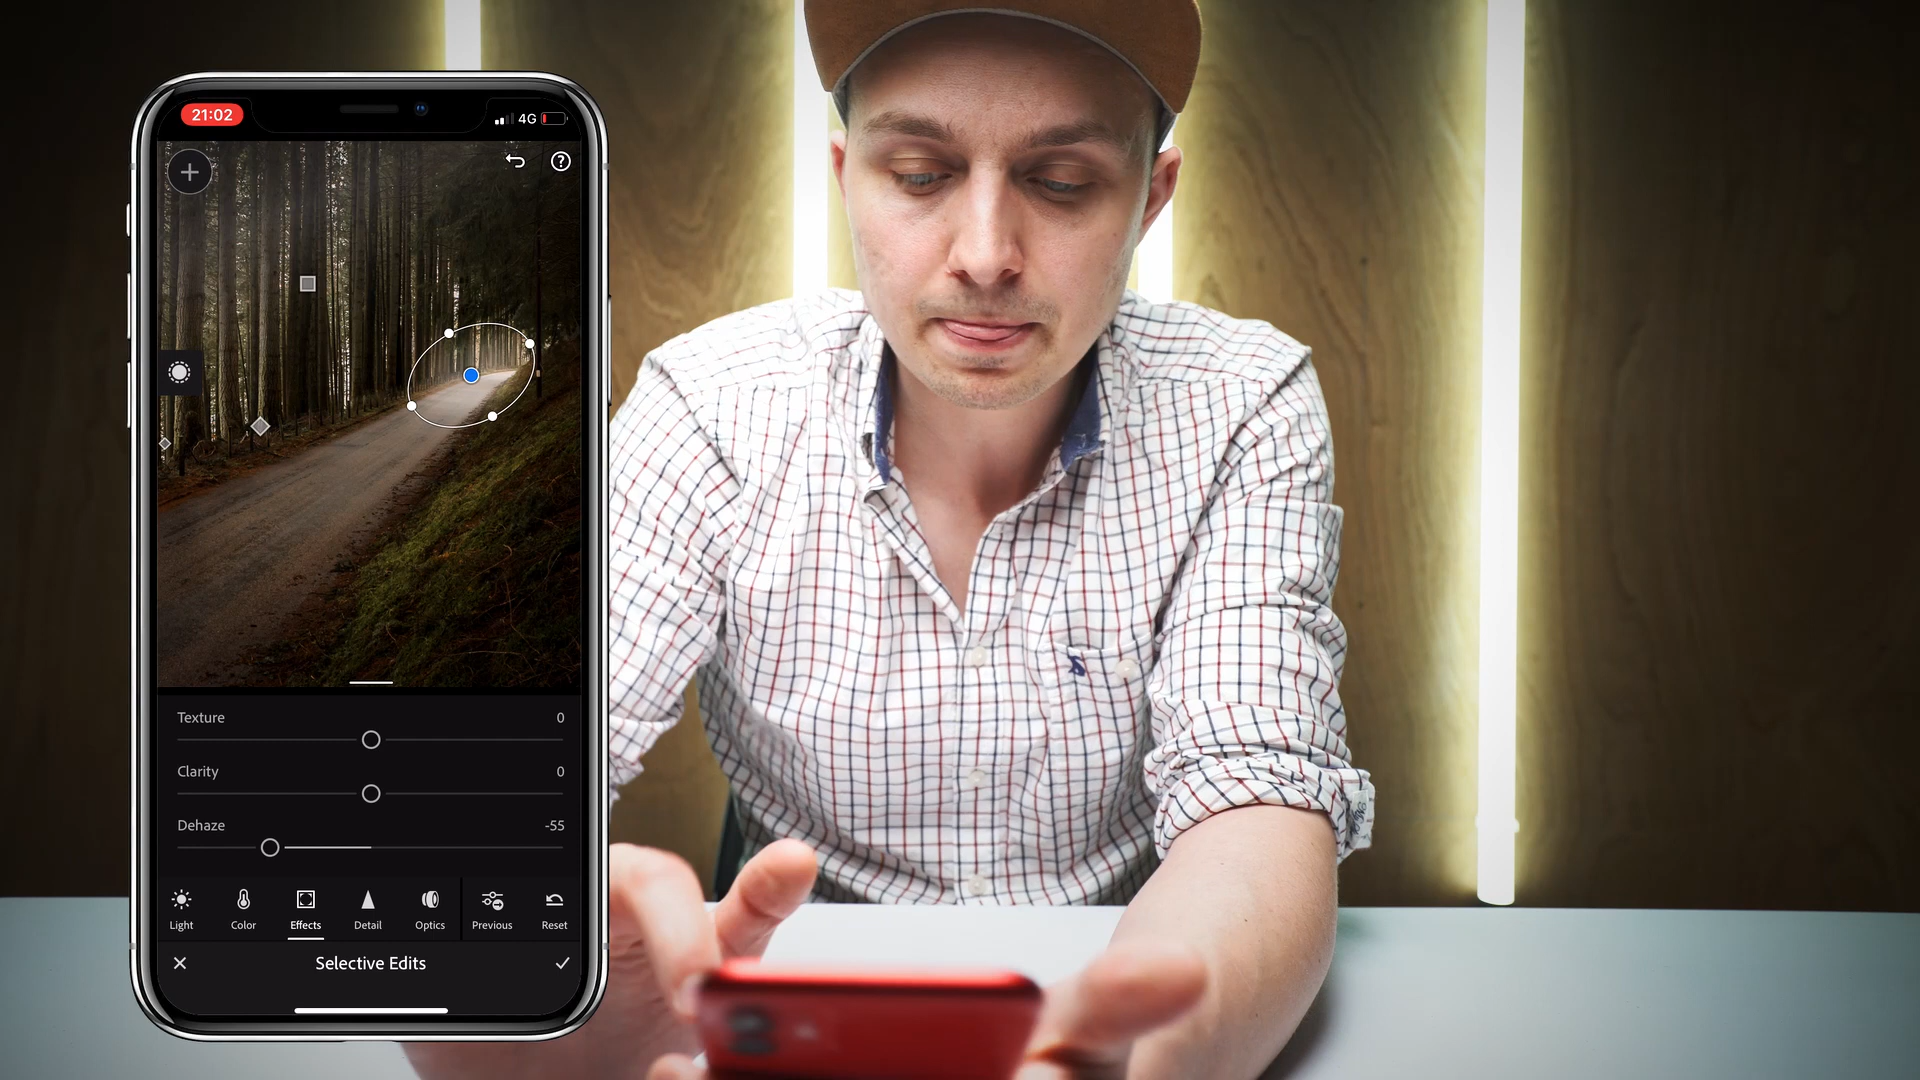 21:02
4G
Texture 0
Clarity 0
Dehaze -55
Light Color Effects Detail Optics Previous Reset
Selective Edits